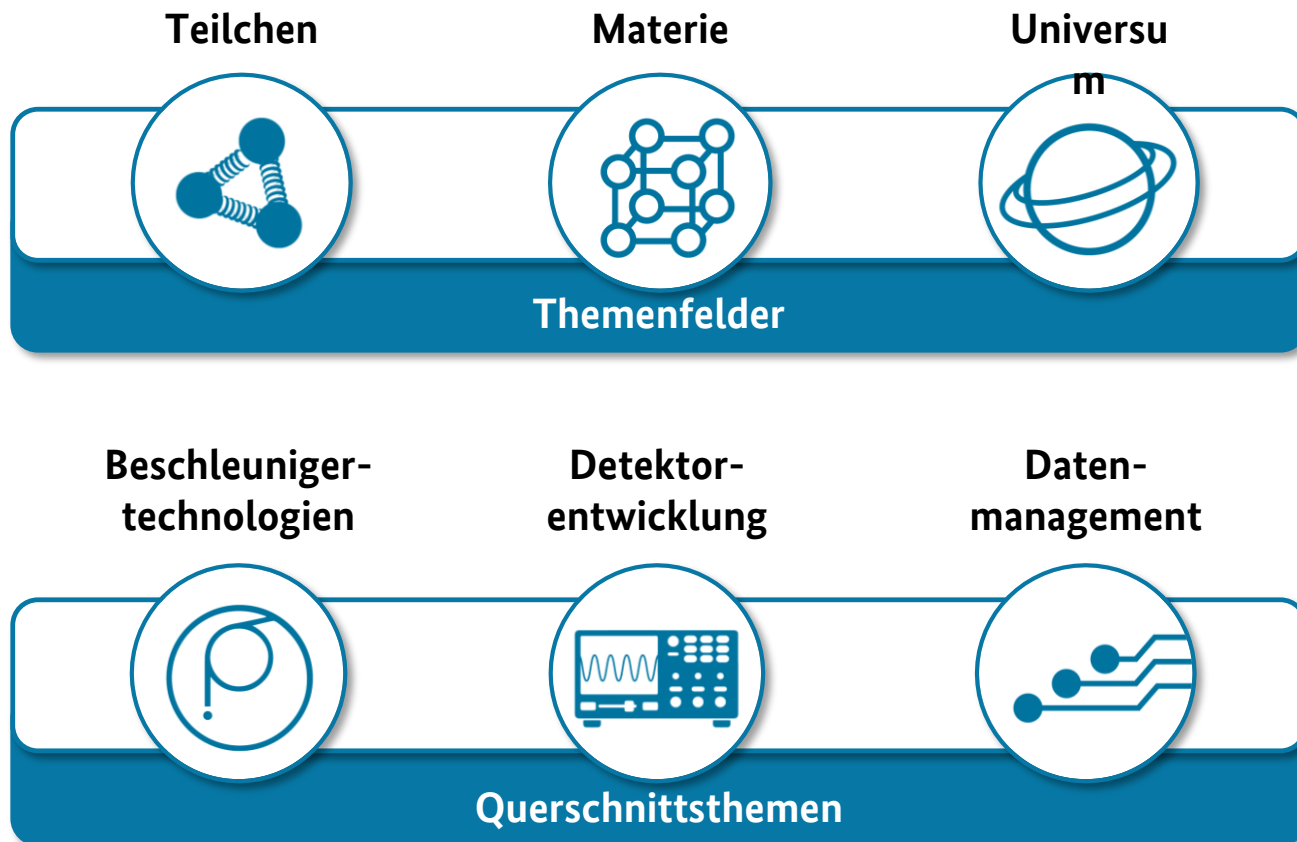 Teilchen
Materie
Universu
m
Themenfelder
Beschleuniger-
technologien
Detektor-
entwicklung
Daten-
management
Querschnittsthemen